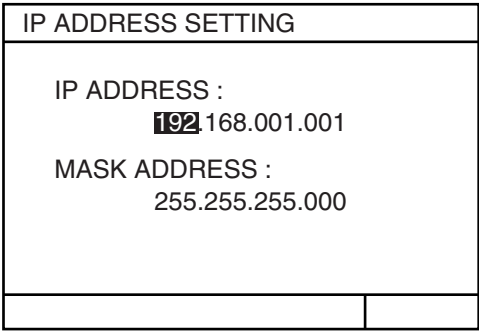 IP ADDRESS SETTING
IP ADDRESS :
192.168.001.001
MASK ADDRESS :
255.255.255.000